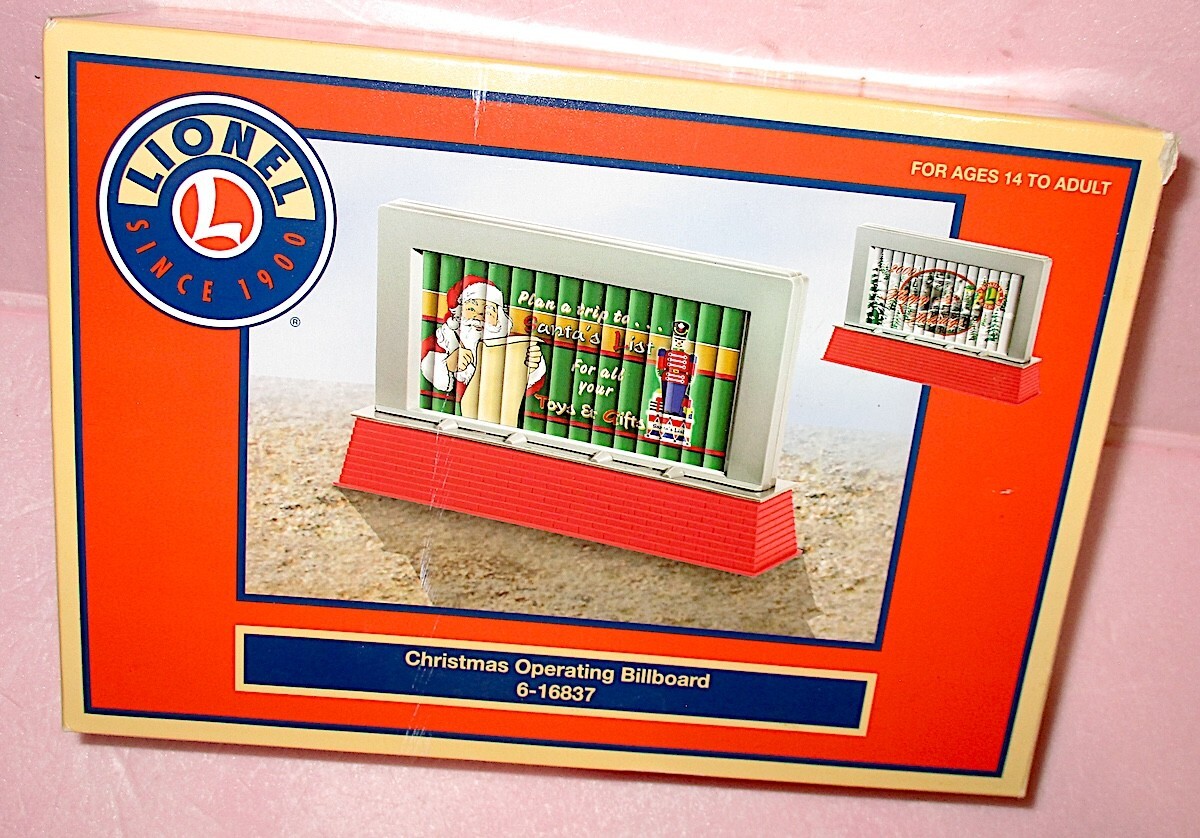 LIONEL
L
SINCE 1900
®
FOR AGES 14 TO ADULT
Plan a trip to...
Santa's List
For all
your
Toys & Gifts
Christmas Operating Billboard
6-16837